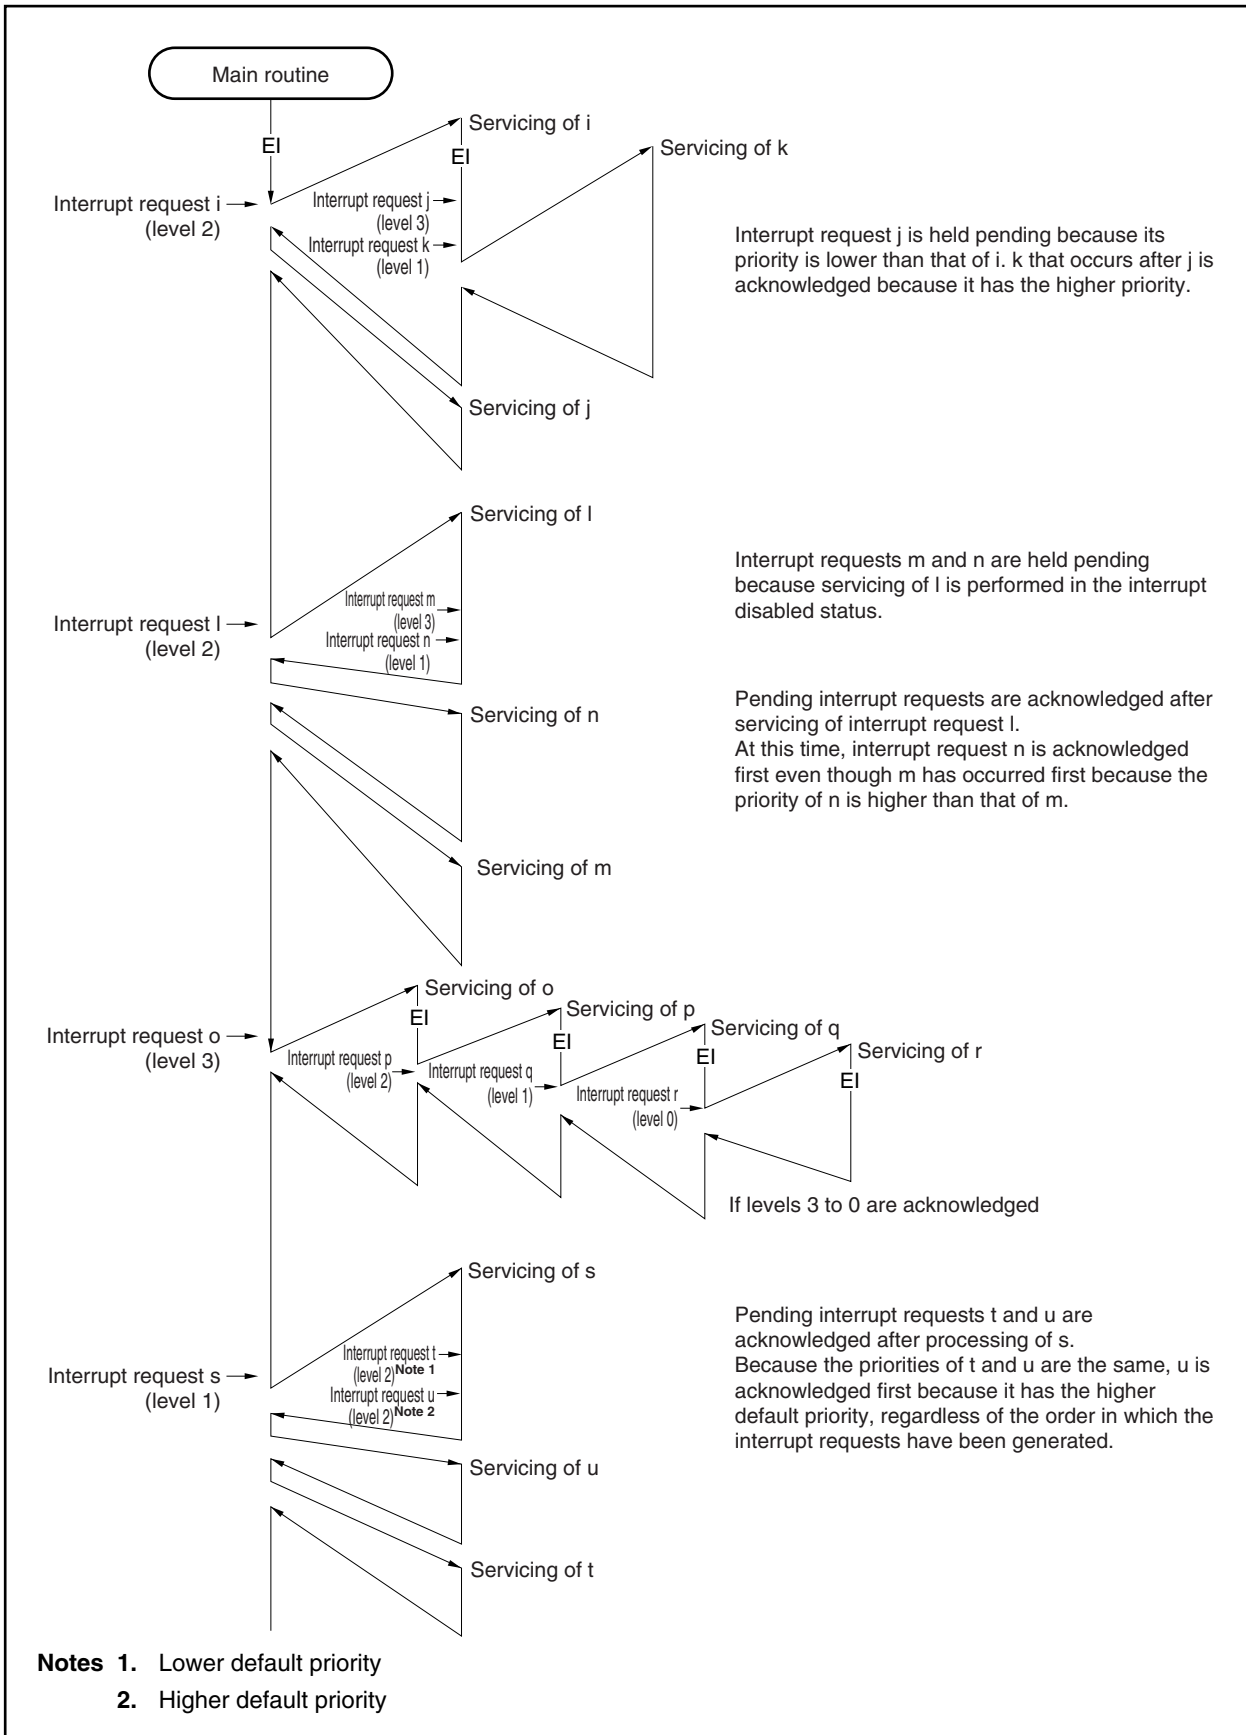 Main routine
EI
Servicing of i
EI
Servicing of k
Interrupt request i
(level 2)
Interrupt request j
(level 3)
Interrupt request k
(level 1)
Interrupt request j is held pending because its
priority is lower than that of i. k that occurs after j is
acknowledged because it has the higher priority.
Servicing of j
Servicing of l
Interrupt request l
(level 2)
Interrupt request m
(level 3)
Interrupt request n
(level 1)
Interrupt requests m and n are held pending
because servicing of l is performed in the interrupt
disabled status.
Servicing of n
Pending interrupt requests are acknowledged after
servicing of interrupt request l.
At this time, interrupt request n is acknowledged
first even though m has occurred first because the
priority of n is higher than that of m.
Servicing of m
Interrupt request o
(level 3)
Servicing of o
EI
Interrupt request p
(level 2)
Servicing of p
EI
Interrupt request q
(level 1)
Servicing of q
EI
Interrupt request r
(level 0)
Servicing of r
EI
If levels 3 to 0 are acknowledged
Servicing of s
Interrupt request s
(level 1)
Interrupt request t
(level 2)Note 1
Interrupt request u
(level 2)Note 2
Pending interrupt requests t and u are
acknowledged after processing of s.
Because the priorities of t and u are the same, u is
acknowledged first because it has the higher
default priority, regardless of the order in which the
interrupt requests have been generated.
Servicing of u
Servicing of t
Notes 1. Lower default priority
2. Higher default priority